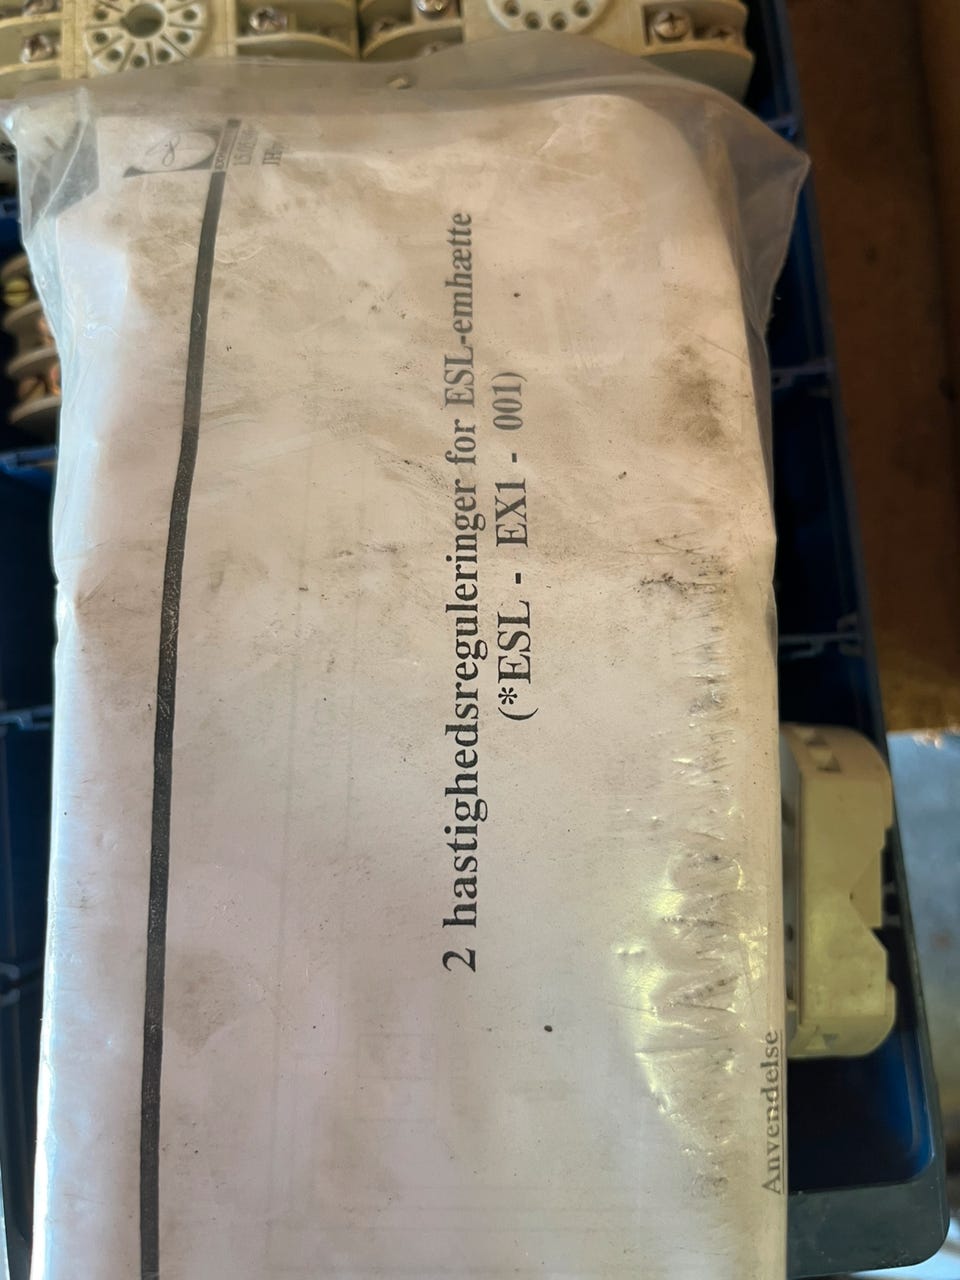 2 hastighedsreguleringer for ESL-emhætte
(*ESL - EX1 - 001)
Anvendelse